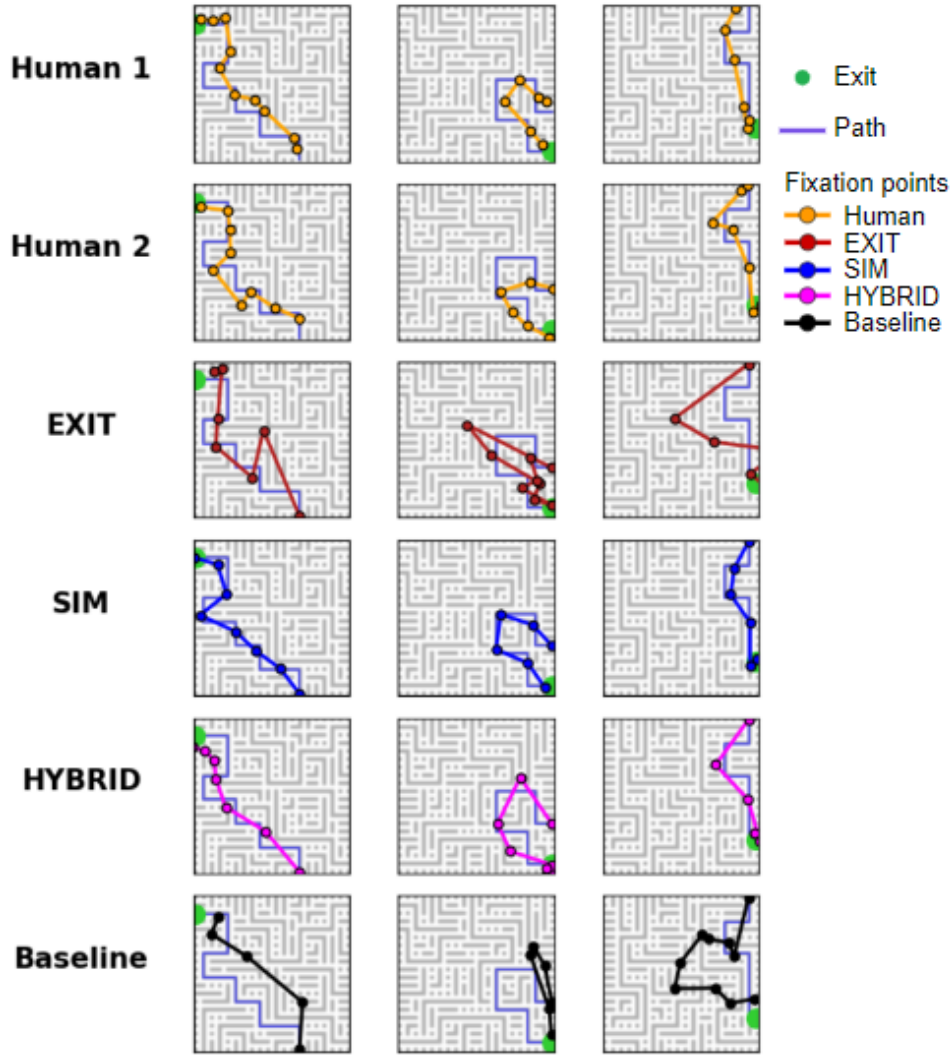 Human 1
Exit
Path
Fixation points
Human
EXIT
SIM
HYBRID
Baseline
Human 2
EXIT
SIM
HYBRID
Baseline